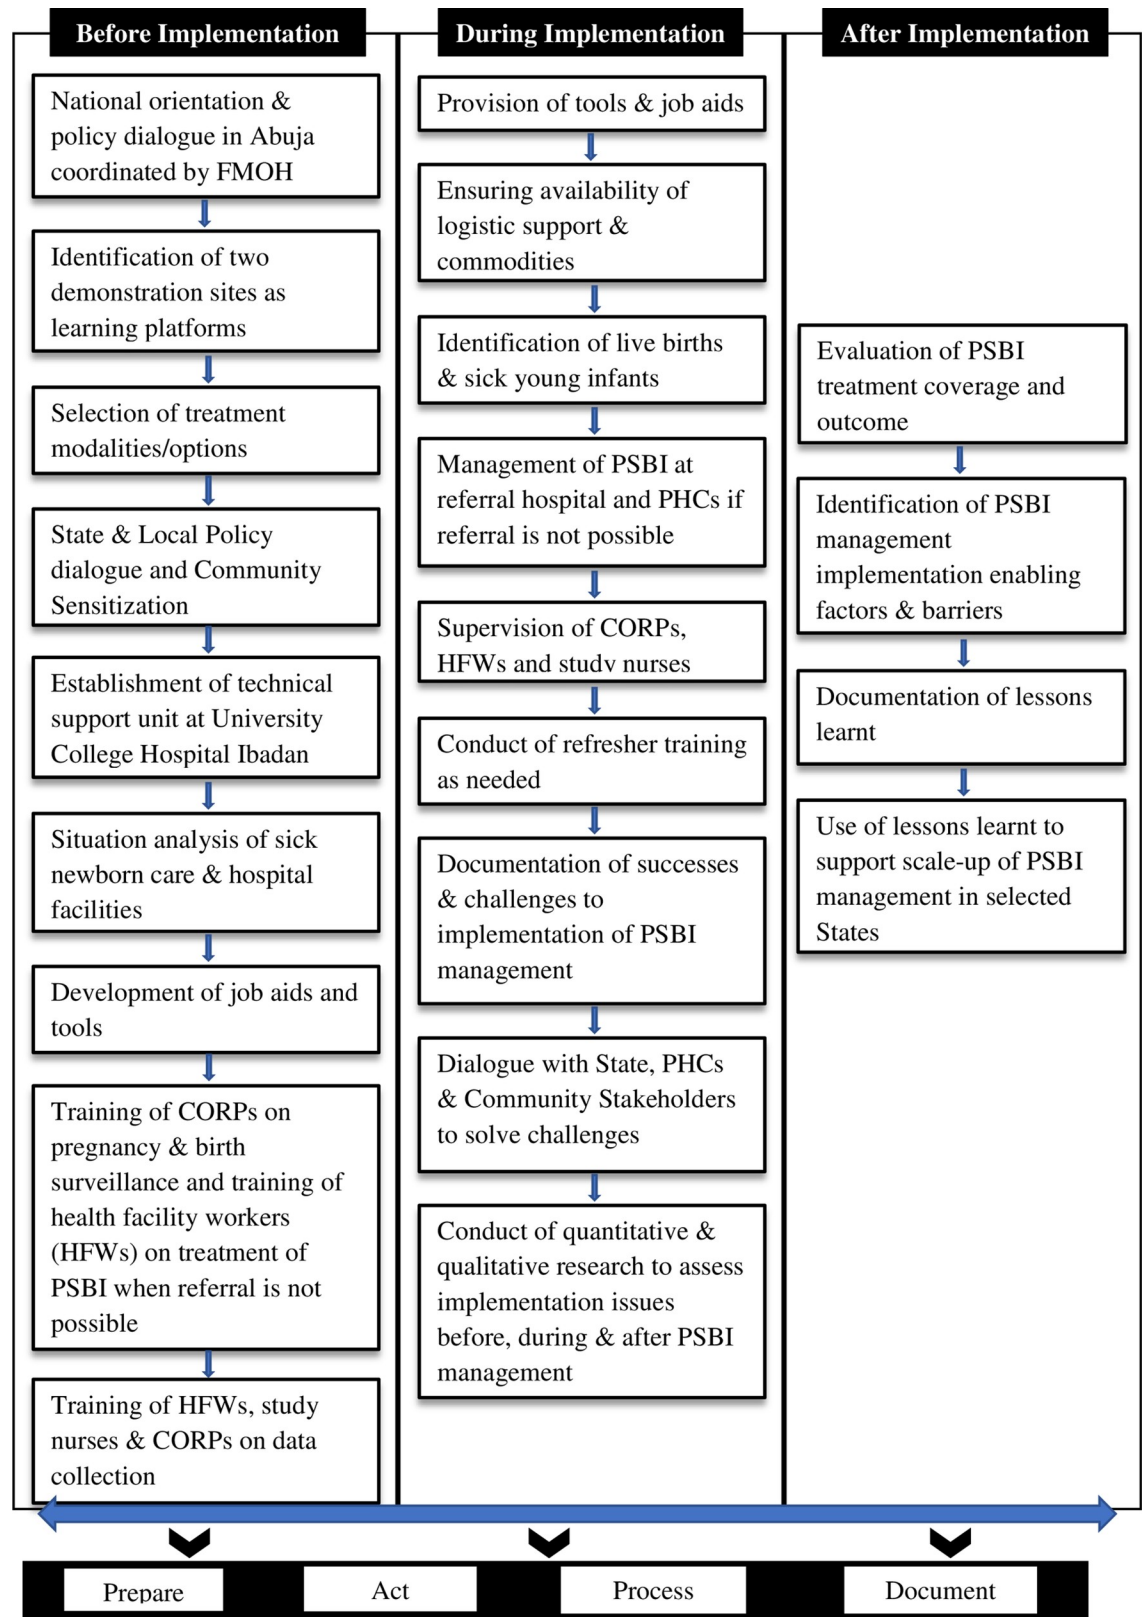 Before Implementation
National orientation &
policy dialogue in Abuja
coordinated by FMOH
Identification of two
demonstration sites as
learning platforms
Selection of treatment
modalities/options
State & Local Policy
dialogue and Community
Sensitization
Establishment of technical
support unit at University
College Hospital Ibadan
Situation analysis of sick
newborn care & hospital
facilities
Development of job aids and
tools
Training of CORPs on
pregnancy & birth
surveillance and training of
health facility workers
(HFWs) on treatment of
PSBI when referral is not
possible
Training of HFWs, study
nurses & CORPs on data
collection
During Implementation
Provision of tools & job aids
Ensuring availability of
logistic support &
commodities
Identification of live births
& sick young infants
Management of PSBI at
referral hospital and PHCs if
referral is not possible
Supervision of CORPs,
HFWs and study nurses
Conduct of refresher training
as needed
Documentation of successes
& challenges to
implementation of PSBI
management
Dialogue with State, PHCs
& Community Stakeholders
to solve challenges
Conduct of quantitative &
qualitative research to assess
implementation issues
before, during & after PSBI
management
After Implementation
Evaluation of PSBI
treatment coverage and
outcome
Identification of PSBI
management
implementation enabling
factors & barriers
Documentation of lessons
learnt
Use of lessons learnt to
support scale-up of PSBI
management in selected
States
Prepare
Act
Process
Document